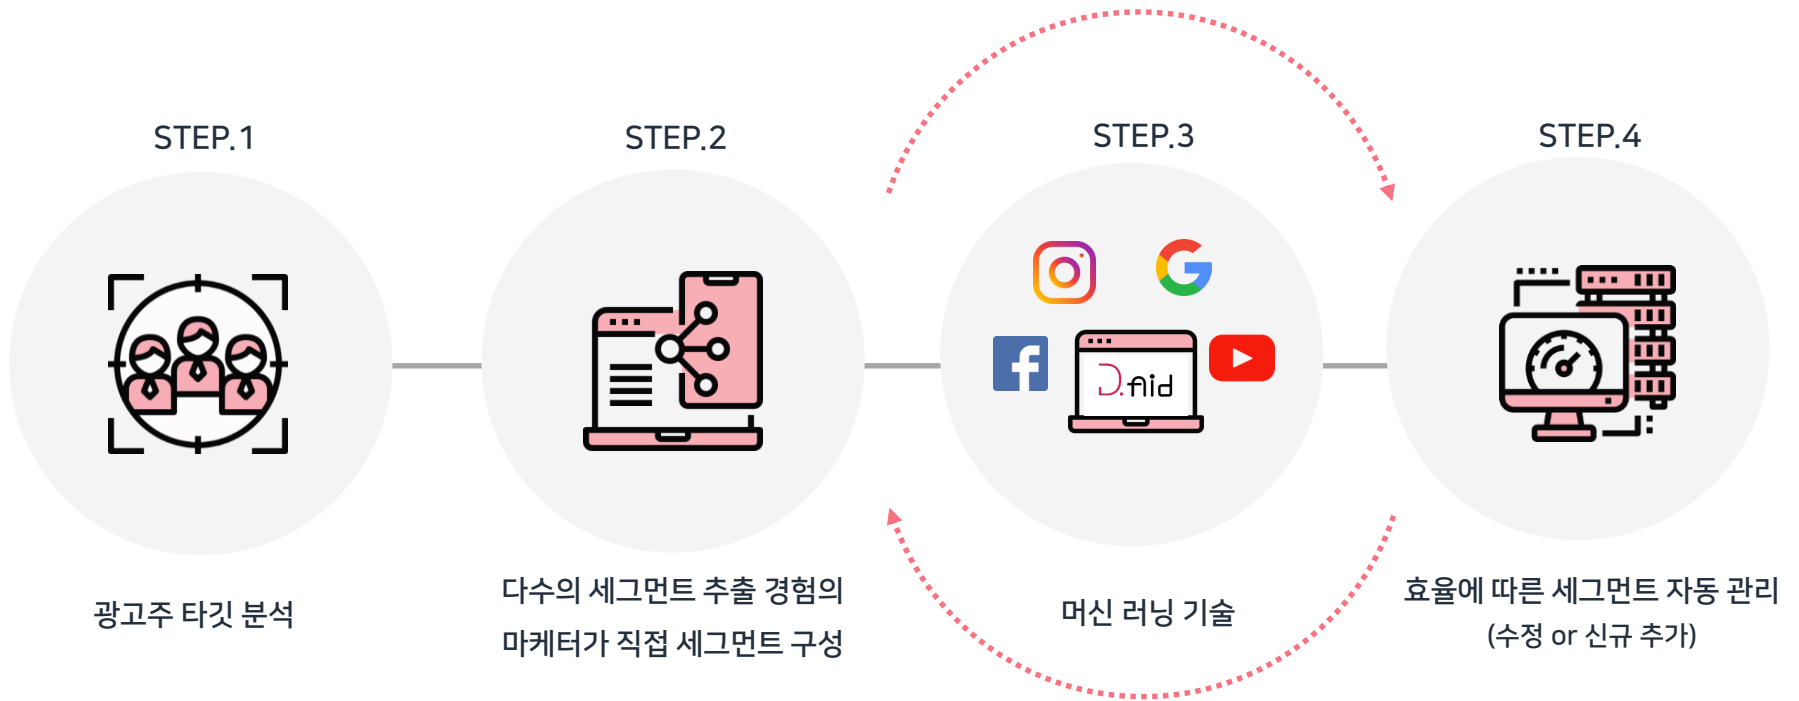 STEP.1
STEP.2
STEP.3
STEP.4
D.Aid
광고주 타깃 분석
다수의 세그먼트 추출 경험의
마케터가 직접 세그먼트 구성
머신 러닝 기술
효율에 따른 세그먼트 자동 관리
(수정 or 신규 추가)